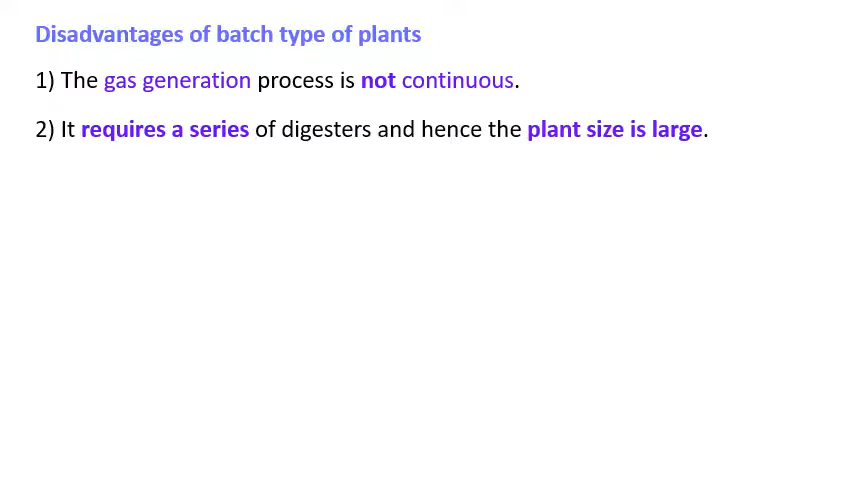 Disadvantages of batch type of plants
1) The gas generation process is not continuous.
2) It requires a series of digesters and hence the plant size is large.